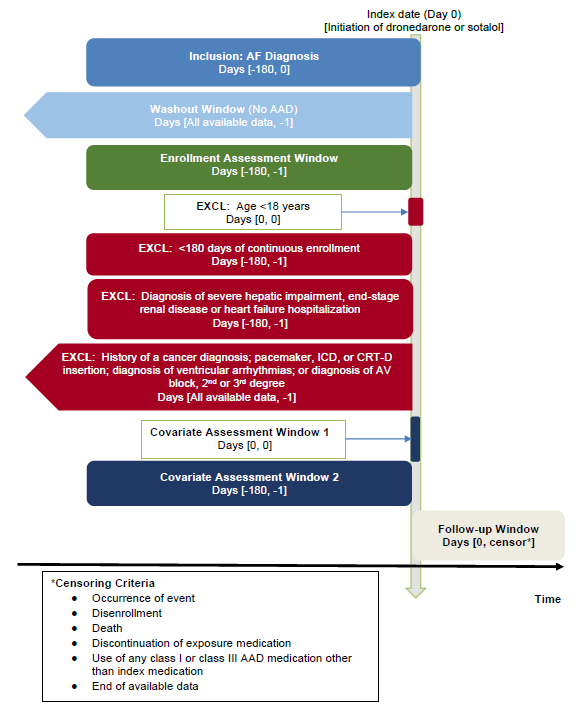 Index date (Day 0)
[Initiation of dronedarone or sotalol]
Inclusion: AF Diagnosis
Days [-180, 0]
Washout Window (No AAD)
Days [All available data, -1]
Enrollment Assessment Window
Days [-180, -1]
EXCL: Age <18 years
Days [0, 0]
EXCL: <180 days of continuous enrollment
Days [-180, -1]
EXCL: Diagnosis of severe hepatic impairment, end-stage
renal disease or heart failure hospitalization
Days [-180, -1]
EXCL: History of a cancer diagnosis; pacemaker, ICD, or CRT-D
insertion; diagnosis of ventricular arrhythmias; or diagnosis of AV
block, 2nd or 3rd degree
Days [All available data, -1]
Covariate Assessment Window 1
Days [0, 0]
Covariate Assessment Window 2
Days [-180, -1]
Follow-up Window
Days [0, censor*]
Time
*Censoring Criteria
● Occurrence of event
● Disenrollment
● Death
● Discontinuation of exposure medication
● Use of any class I or class III AAD medication other
than index medication
● End of available data